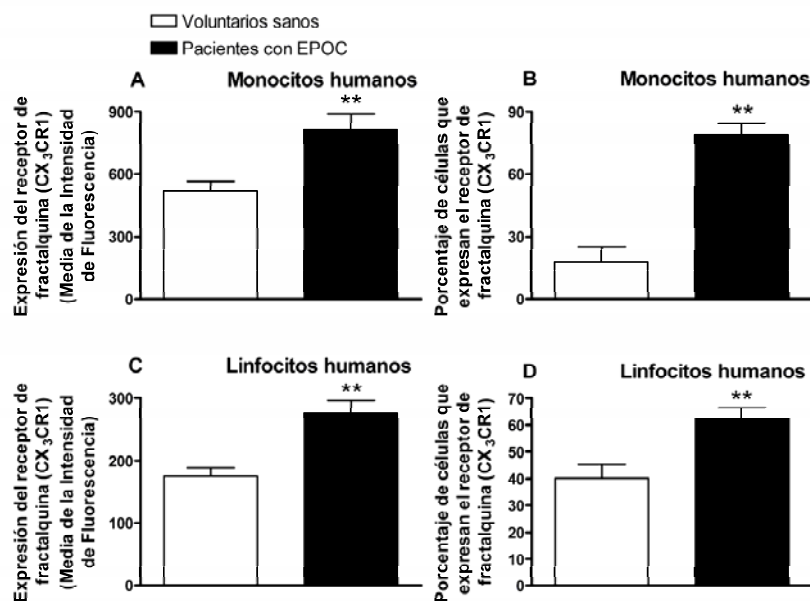 Voluntarios sanos
Pacientes con EPOC
A
Monocitos humanos
Expresión del receptor de
fractalquina (CX3CR1)
(Media de la Intensidad
de Fluorescencia)
900
600
300
0
**
B
Monocitos humanos
Porcentaje de células que
expresan el receptor de
fractalquina (CX3CR1)
90
60
30
0
**
C
Linfocitos humanos
Expresión del receptor de
fractalquina (CX3CR1)
(Media de la Intensidad
de Fluorescencia)
300
200
100
0
**
D
Linfocitos humanos
Porcentaje de células que
expresan el receptor de
fractalquina (CX3CR1)
70
60
50
40
30
20
10
0
**